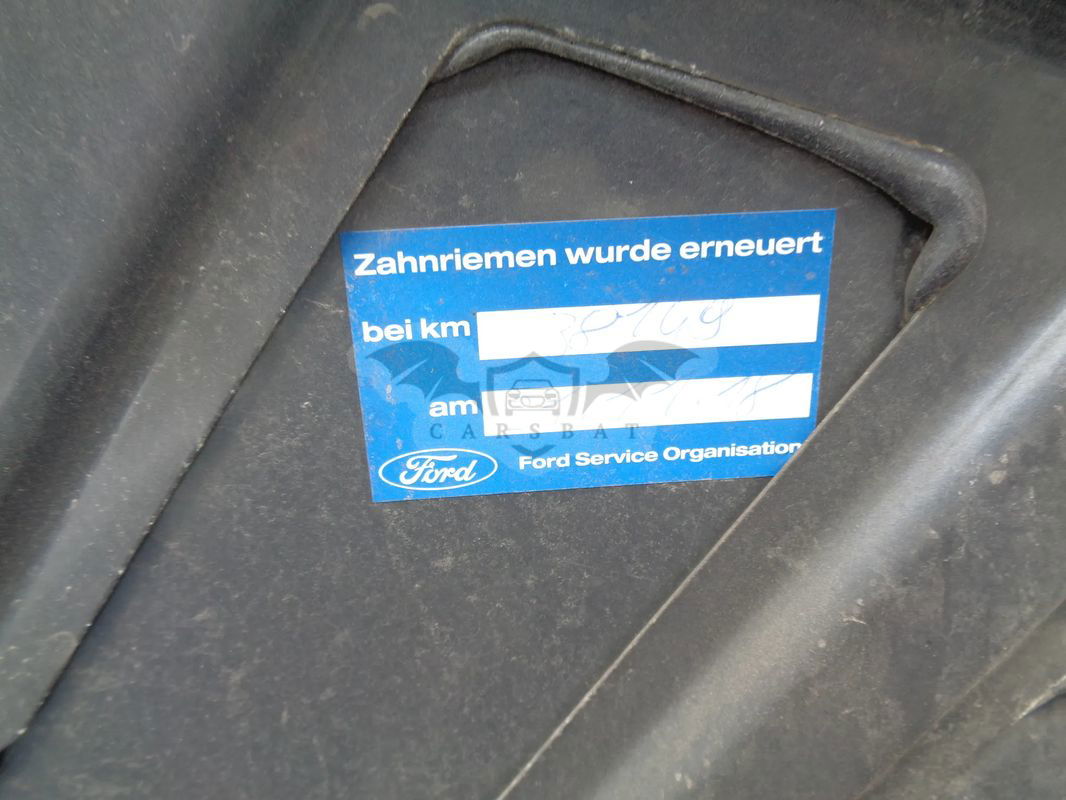 Zahnriemen wurde erneuert
bei km
am
CARSBAT
Ford Ford Service Organisation